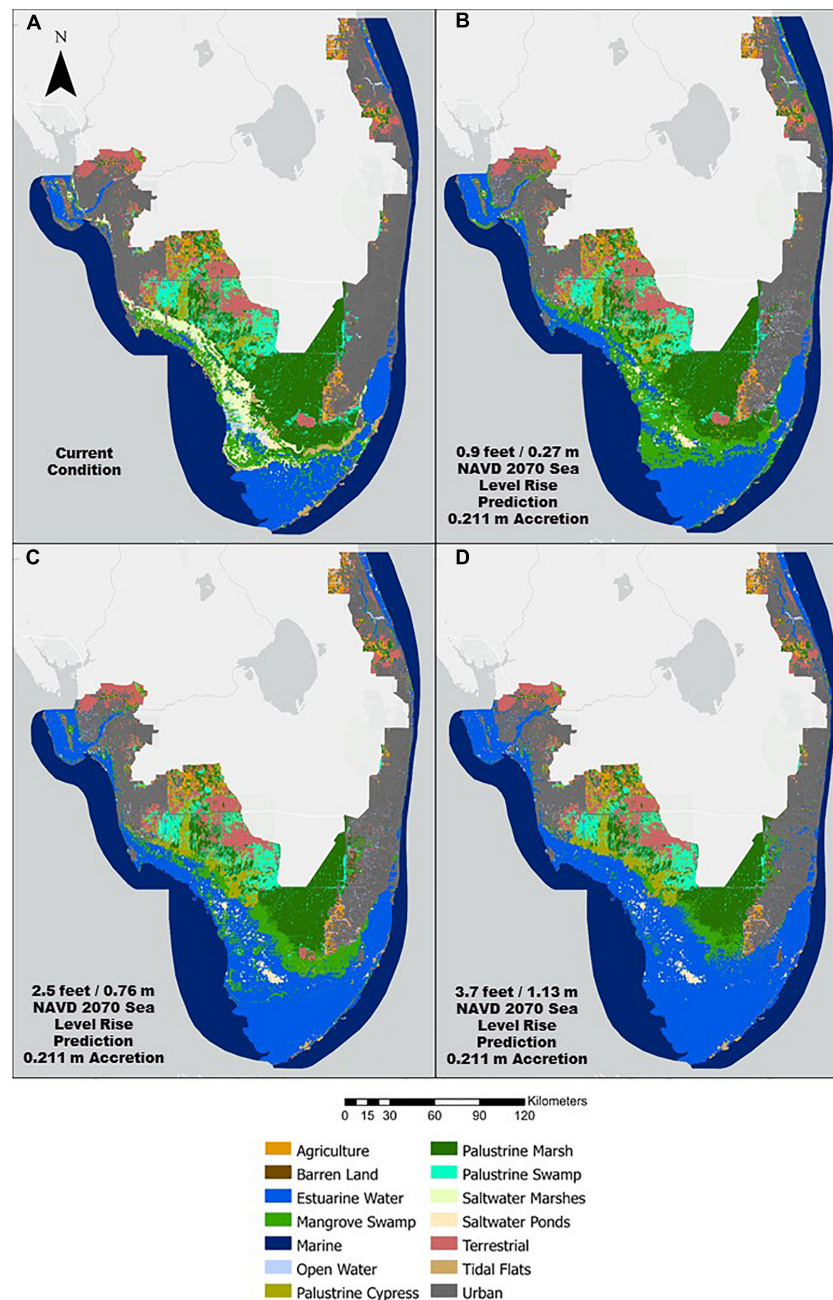 A
N
Current
Condition
B
0.9 feet / 0.27 m
NAVD 2070 Sea
Level Rise
Prediction
0.211 m Accretion
C
2.5 feet / 0.76 m
NAVD 2070 Sea
Level Rise
Prediction
0.211 m Accretion
D
3.7 feet / 1.13 m
NAVD 2070 Sea
Level Rise
Prediction
0.211 m Accretion
Kilometers
0 15 30 60 90 120
Agriculture
Barren Land
Estuarine Water
Mangrove Swamp
Marine
Open Water
Palustrine Cypress
Palustrine Marsh
Palustrine Swamp
Saltwater Marshes
Saltwater Ponds
Terrestrial
Tidal Flats
Urban